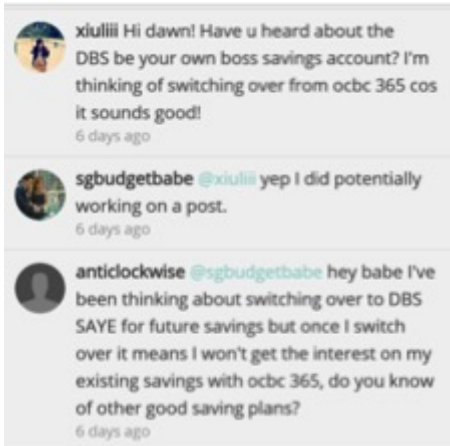 xiuliii Hi dawn! Have u heard about the
DBS be your own boss savings account? I'm
thinking of switching over from ocbc 365 cos
it sounds good!
6 days ago
sgbudgetbabe @xiuliii yep I did potentially
working on a post.
6 days ago
anticlockwise @sgbudgetbabe hey babe I've
been thinking about switching over to DBS
SAYE for future savings but once I switch
over it means I won't get the interest on my
existing savings with ocbc 365, do you know
of other good saving plans?
6 days ago